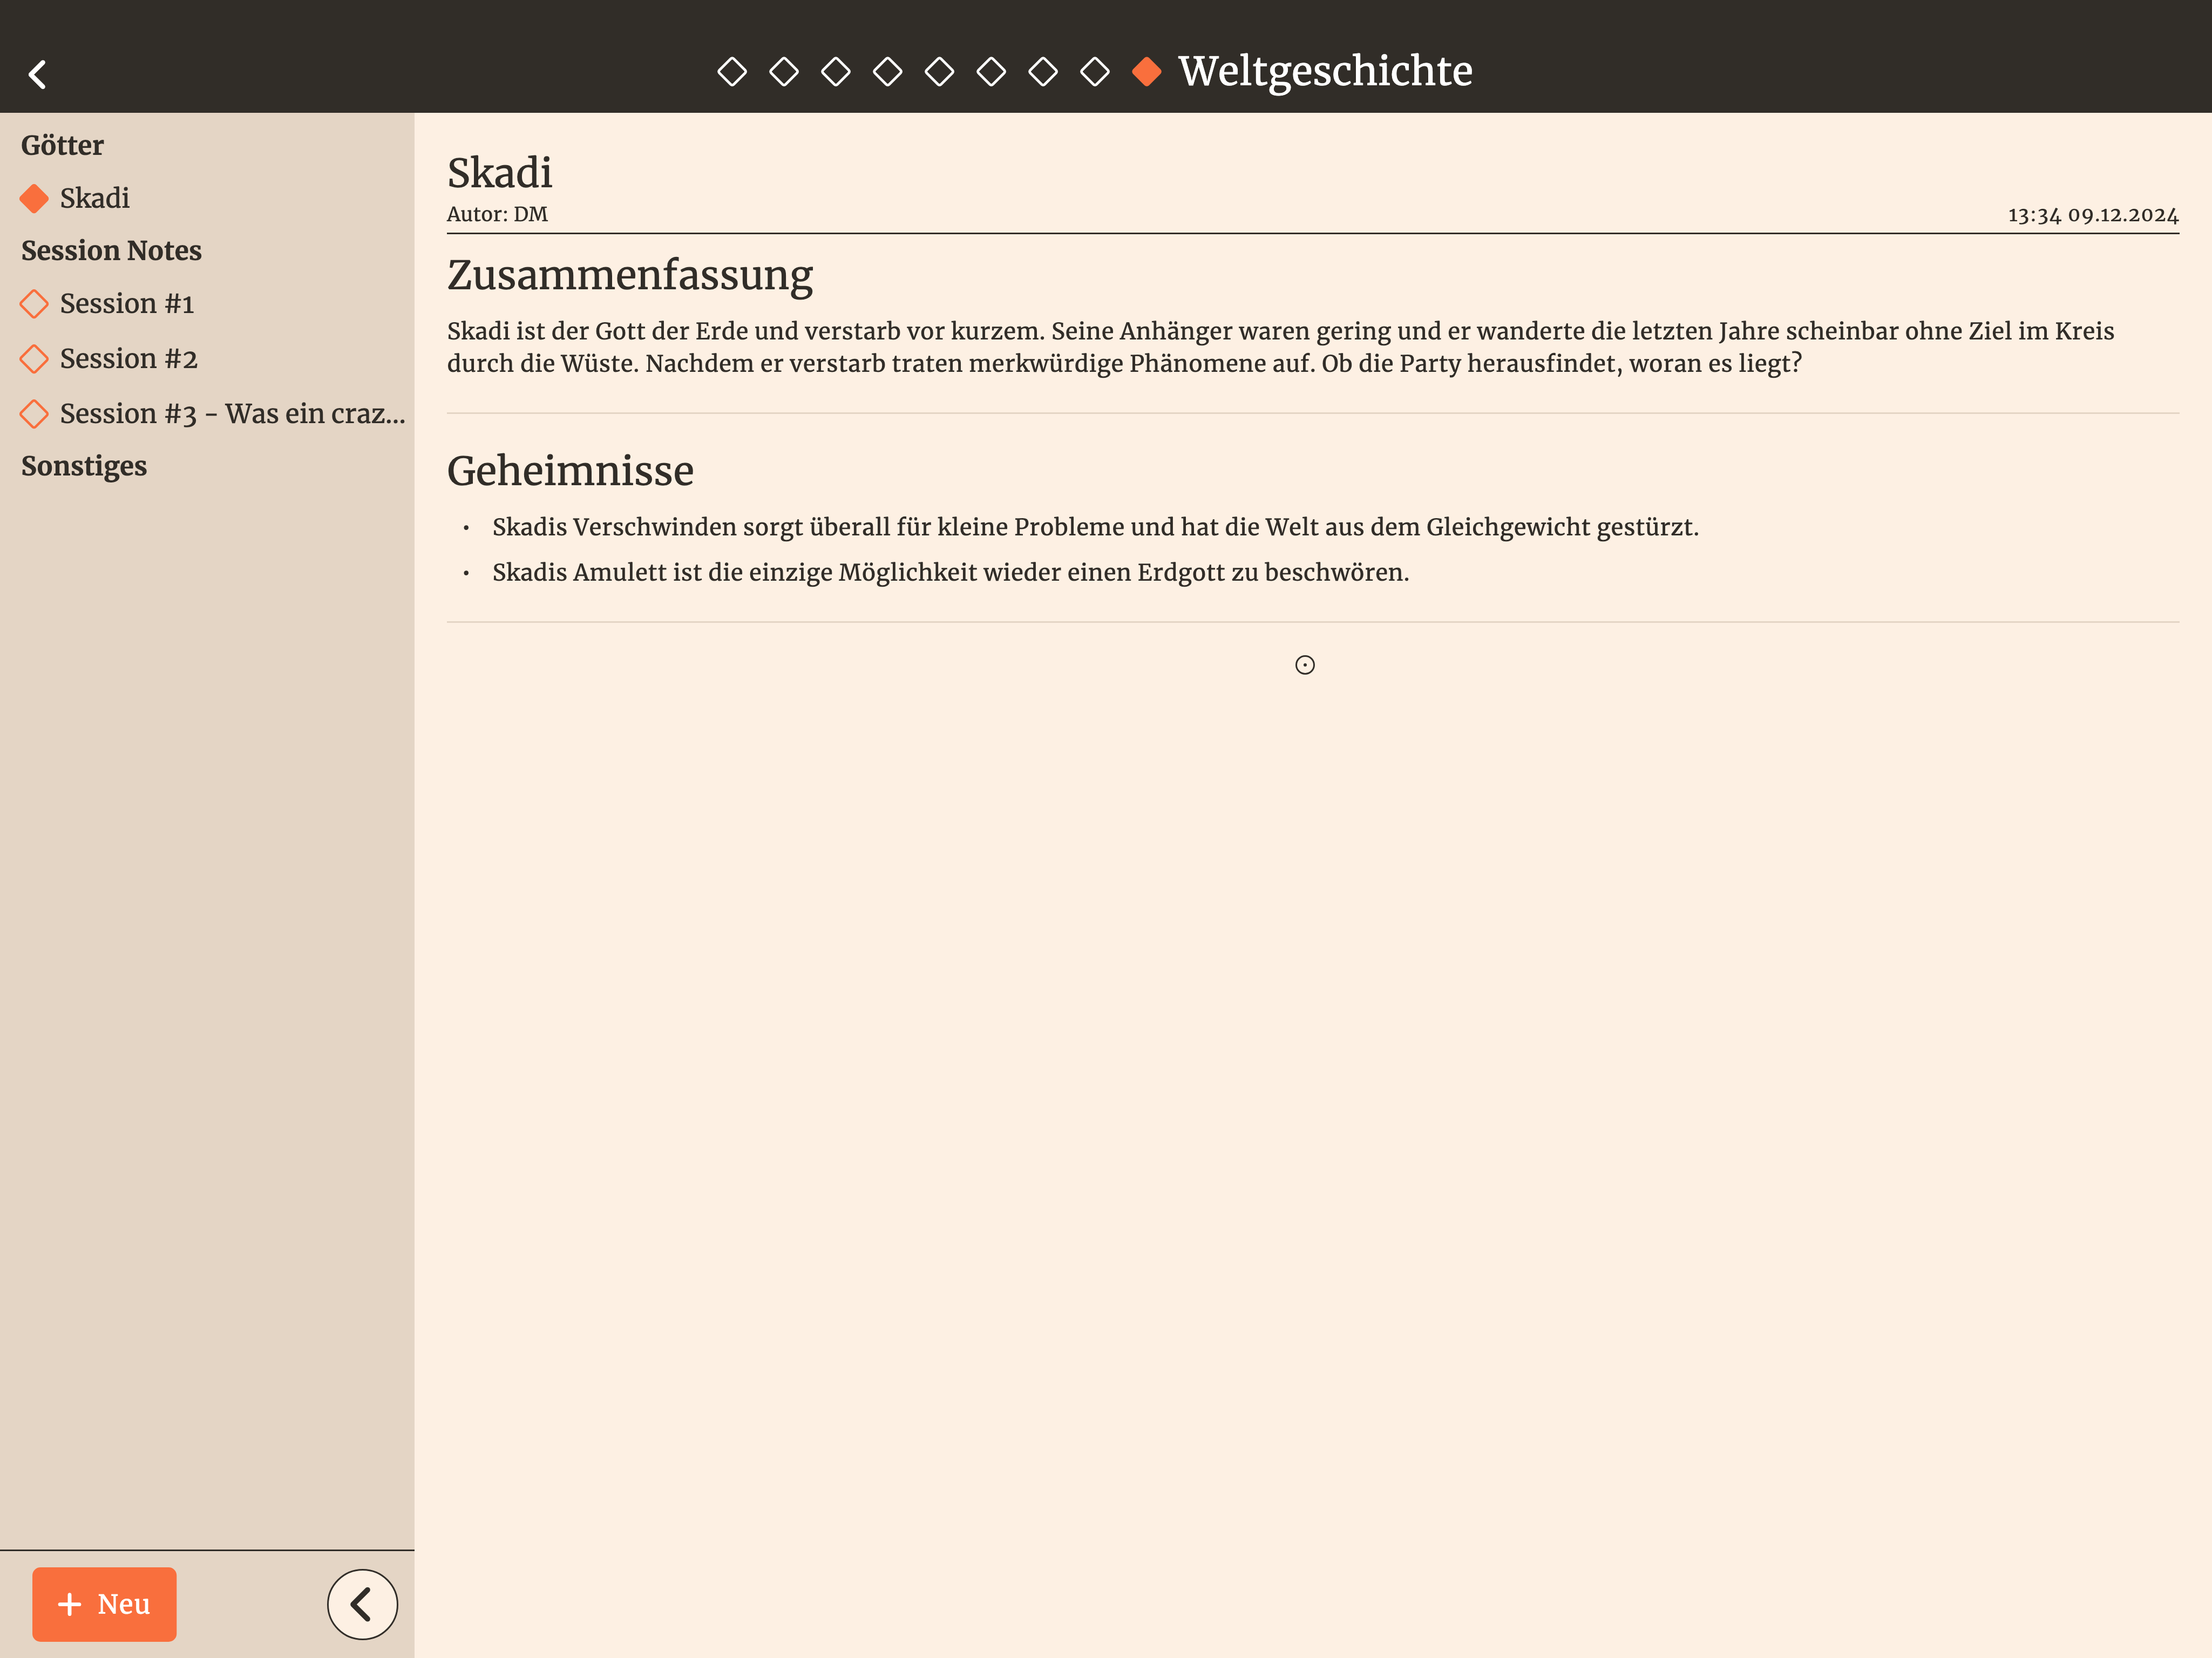 Weltgeschichte
Götter
Skadi
Session Notes
Session #1
Session #2
Session #3 - Was ein craz...
Sonstiges
Neu
Skadi
Autor: DM
13:34 09.12.2024
Zusammenfassung
Skadi ist der Gott der Erde und verstarb vor kurzem. Seine Anhänger waren gering und er wanderte die letzten Jahre scheinbar ohne Ziel im Kreis
durch die Wüste. Nachdem er verstarb traten merkwürdige Phänomene auf. Ob die Party herausfindet, woran es liegt?
Geheimnisse
• Skadis Verschwinden sorgt überall für kleine Probleme und hat die Welt aus dem Gleichgewicht gestürzt.
• Skadis Amulett ist die einzige Möglichkeit wieder einen Erdgott zu beschwören.